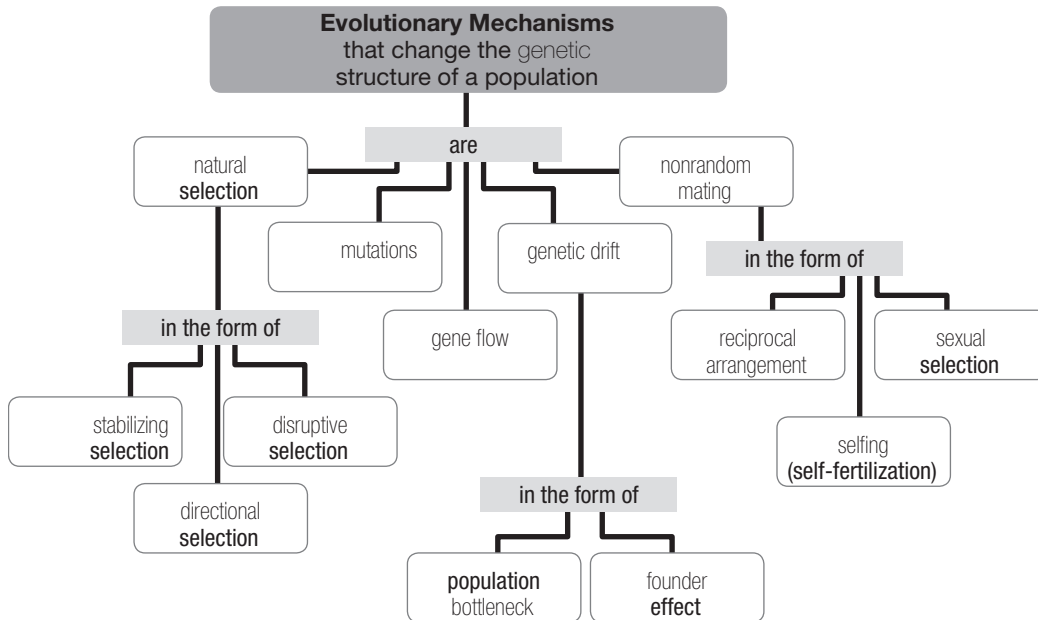 Evolutionary Mechanisms
that change the genetic
structure of a population
are
natural
selection
nonrandom
mating
mutations
genetic drift
in the form of
gene flow
in the form of
reciprocal
arrangement
sexual
selection
stabilizing
selection
disruptive
selection
selfing
(self-fertilization)
directional
selection
in the form of
population
bottleneck
founder
effect